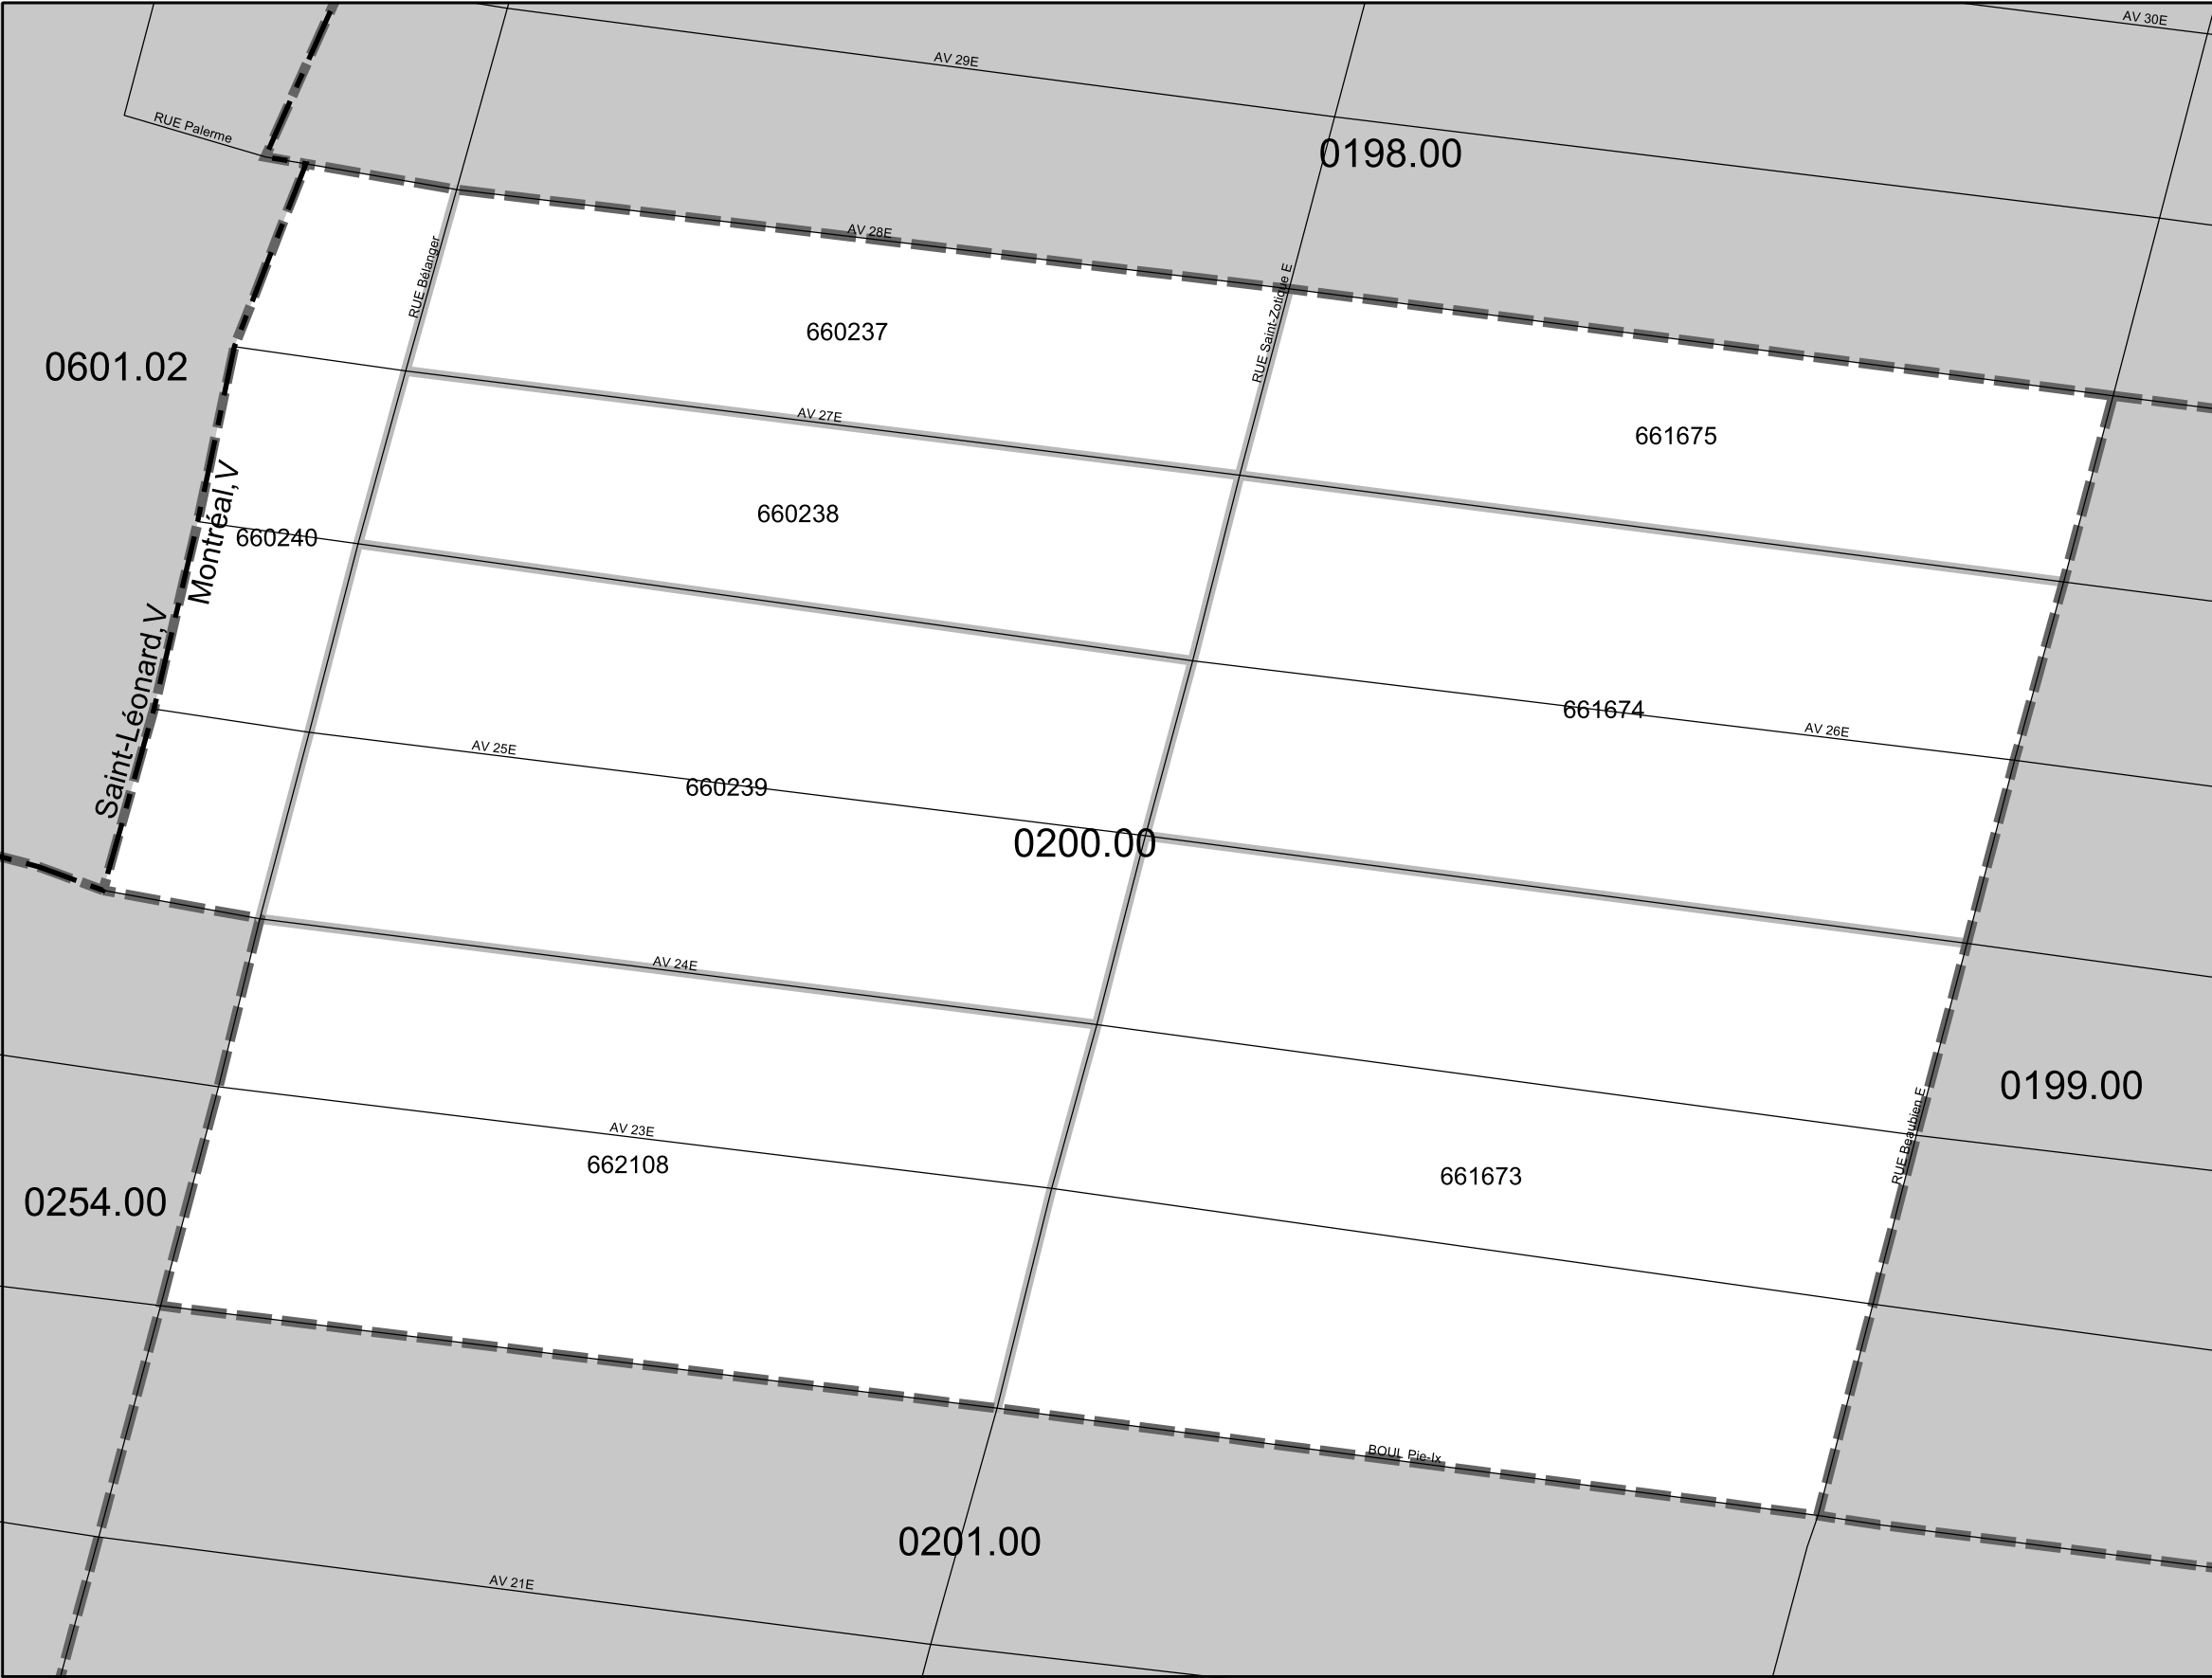 AV 30E
AV 29E
RUE Palerme
0198.00
AV 28E
RUE Bélanger
RUE Saint-Zotique E
660237
0601.02
AV 27E
661675
660238
660240
Montréal,V
Saint-Léonard,V
661674
AV 26E
AV 25E
660239
0200.00
AV 24E
0199.00
RUE Beaubien E
AV 23E
662108
661673
0254.00
BOUL Pie-Ix
0201.00
AV 21E